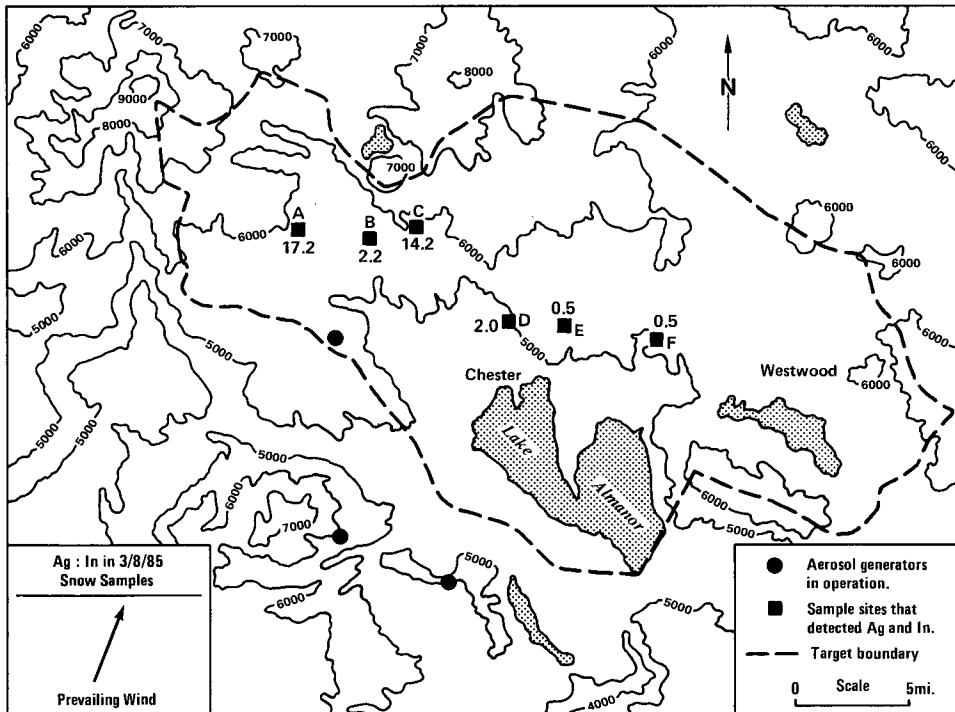 6000
7000
7000
8000
6000
N
9000
8000
7000
6000
6000
A
17.2
6000
B
2.2
C
14.2
6000
6000
6000
5000
5000
5000
2.0
D
5000
0.5
E
0.5
F
Chester
Westwood
6000
5000
6000
7000
Lake
Almanor
6000
5000
5000
6000
5000
4000
Ag : In in 3/8/85
Snow Samples
Prevailing Wind
Aerosol generators
in operation.
Sample sites that
detected Ag and In.
Target boundary
0 Scale 5mi.